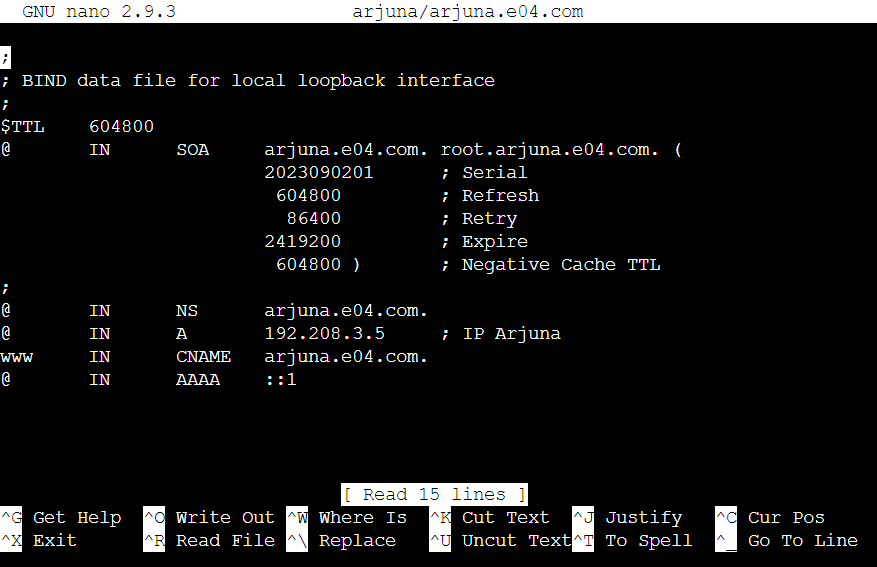 GNU nano 2.9.3                arjuna/arjuna.e04.com
;
; BIND data file for local loopback interface
;
$TTL    604800
@       IN      SOA     arjuna.e04.com. root.arjuna.e04.com. (
                        2023090201      ; Serial
                         604800         ; Refresh
                          86400         ; Retry
                        2419200         ; Expire
                         604800 )       ; Negative Cache TTL
;
@       IN      NS      arjuna.e04.com.
@       IN      A       192.208.3.5     ; IP Arjuna
www     IN      CNAME   arjuna.e04.com.
@       IN      AAAA    ::1
[ Read 15 lines ]
^G Get Help  ^O Write Out ^W Where Is  ^K Cut Text  ^J Justify   ^C Cur Pos
^X Exit      ^R Read File ^\ Replace   ^U Uncut Text^T To Spell  ^_ Go To Line